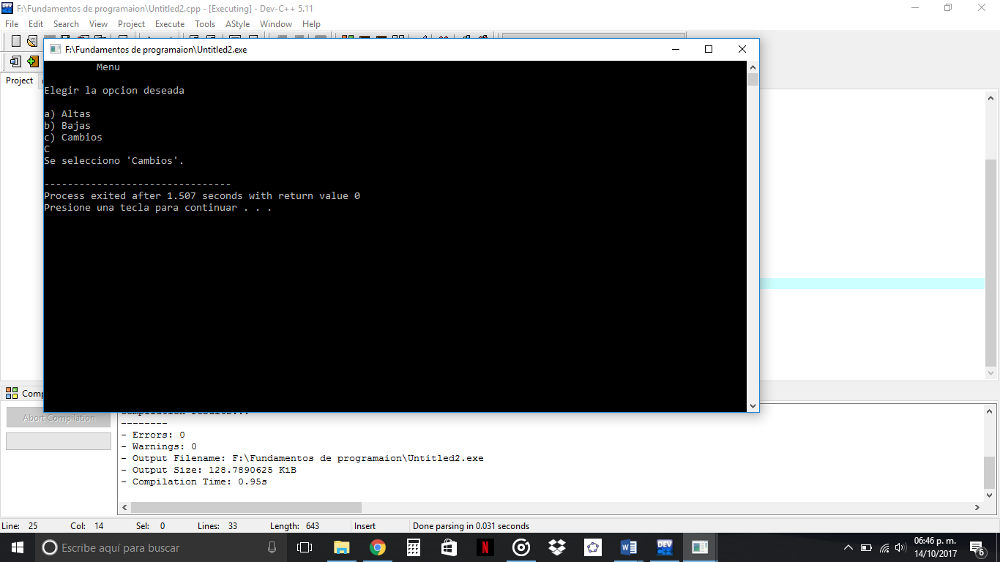 F:\Fundamentos de programaion\Untitled2.cpp - [Executing] - Dev-C++ 5.11
File Edit Search View Project Execute Tools AStyle Window Help
F:\Fundamentos de programaion\Untitled2.exe
Project
Menu
Elegir la opcion deseada
a) Altas
b) Bajas
c) Cambios
C
Se selecciono 'Cambios'.
--------------------------------
Process exited after 1.507 seconds with return value 0
Presione una tecla para continuar . . .
Abort Compilation
--------
- Errors: 0
- Warnings: 0
- Output Filename: F:\Fundamentos de programaion\Untitled2.exe
- Output Size: 128.7890625 KiB
- Compilation Time: 0.95s
Line: 25 Col: 14 Sel: 0 Lines: 33 Length: 643 Insert Done parsing in 0.031 seconds
Escribe aquí para buscar
DEV
06:46 p. m.
14/10/2017
6